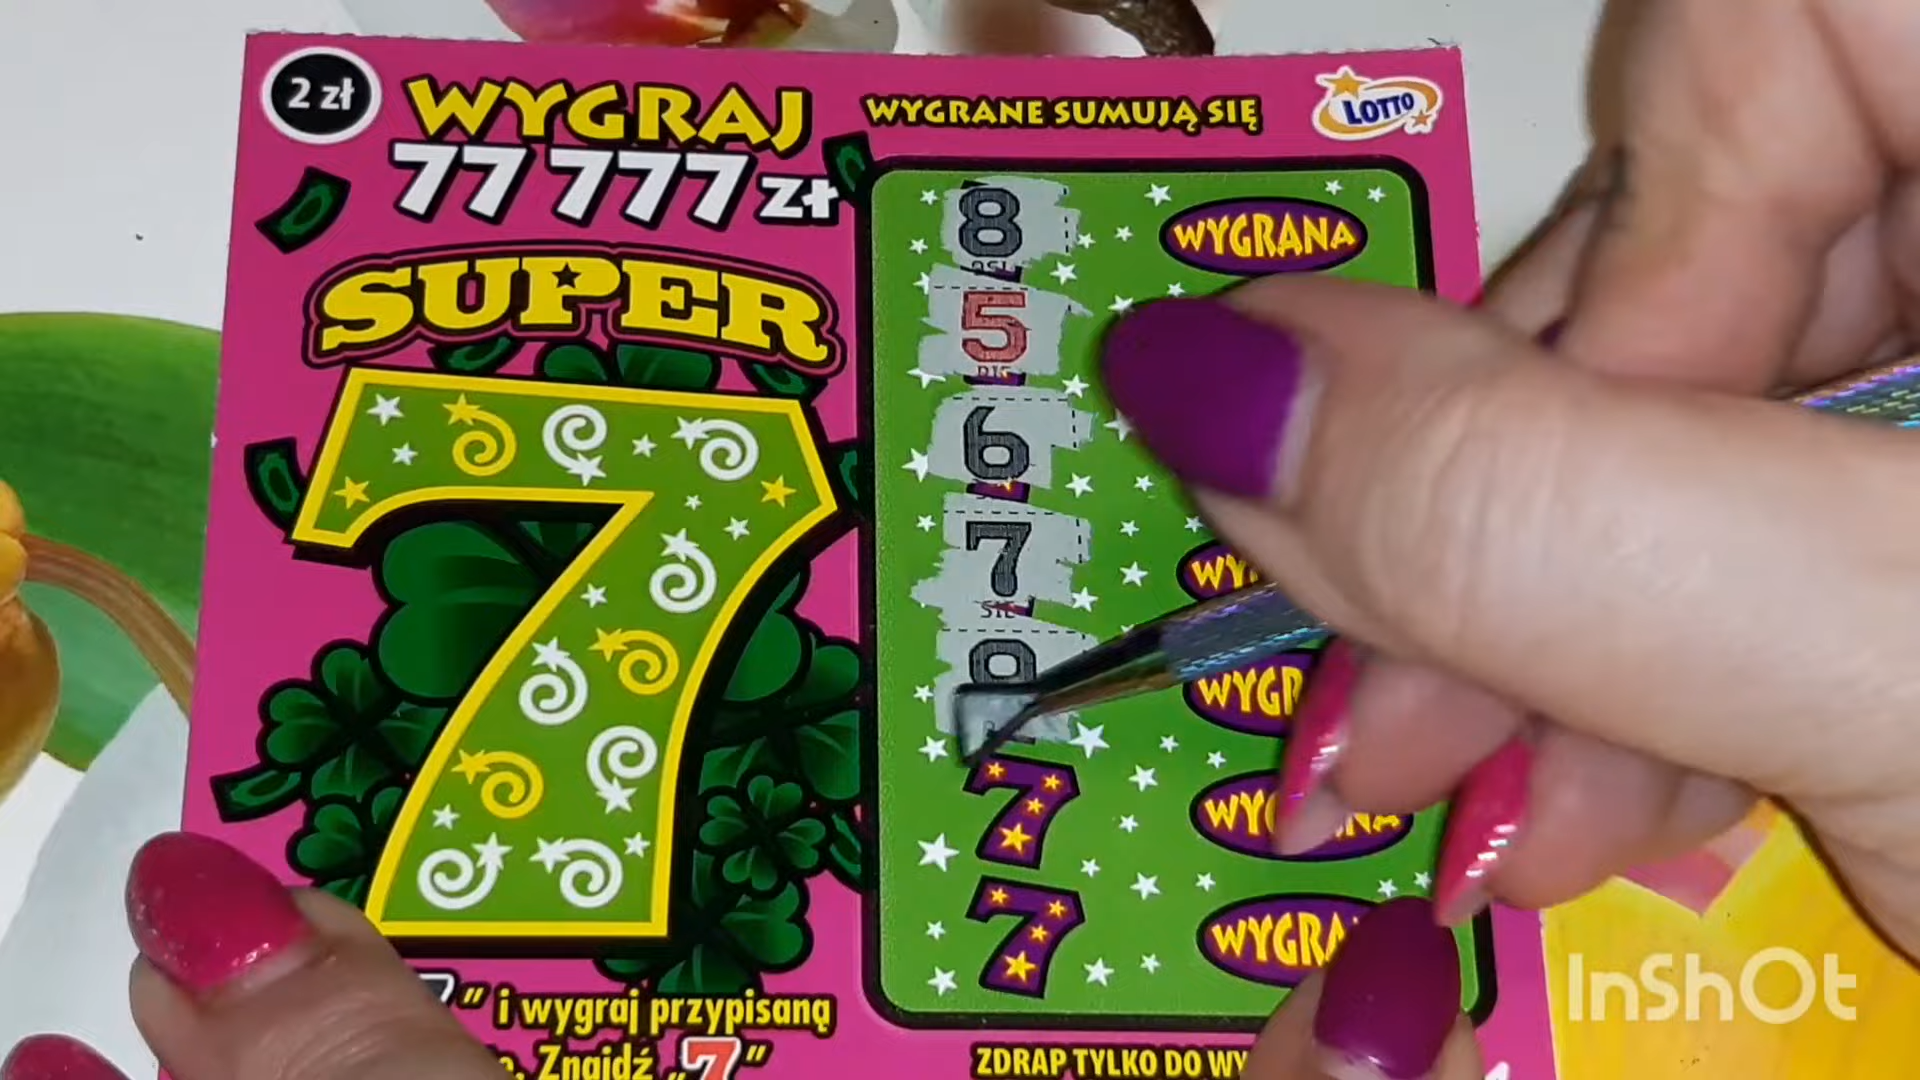 2 zł
WYGRAJ
77 777 zł
WYGRANE SUMUJĄ SIĘ
LOTTO
SUPER
7
8
WYGRANA
5
6
7
7
7
7” i wygraj przypisaną
Znajdź „7”
ZDRAP TYLKO DO
InShOt